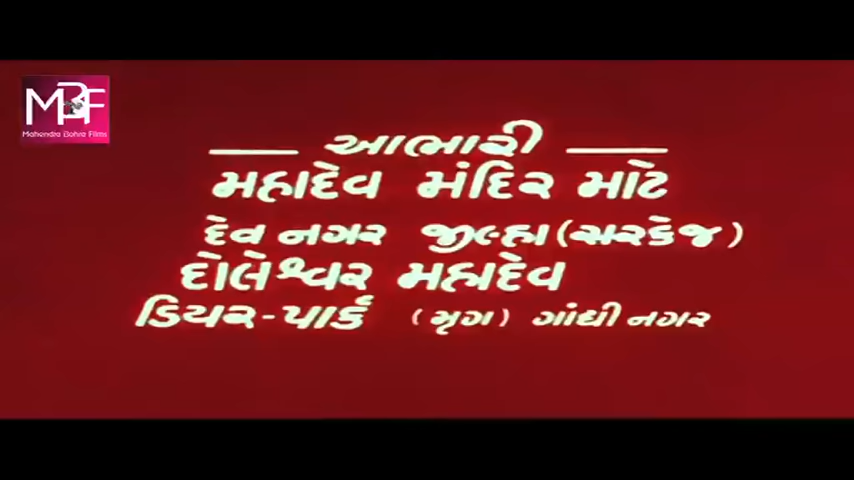 MBF
Mahendra Bohra Films
આભારી
મહાદેવ મંદિર માટે
દેવ નગર જીલ્હા (સરકેજ)
દોલેશ્વર મહાદેવ
ડિયર-પાર્ક (મૃગ) ગાંધી નગર